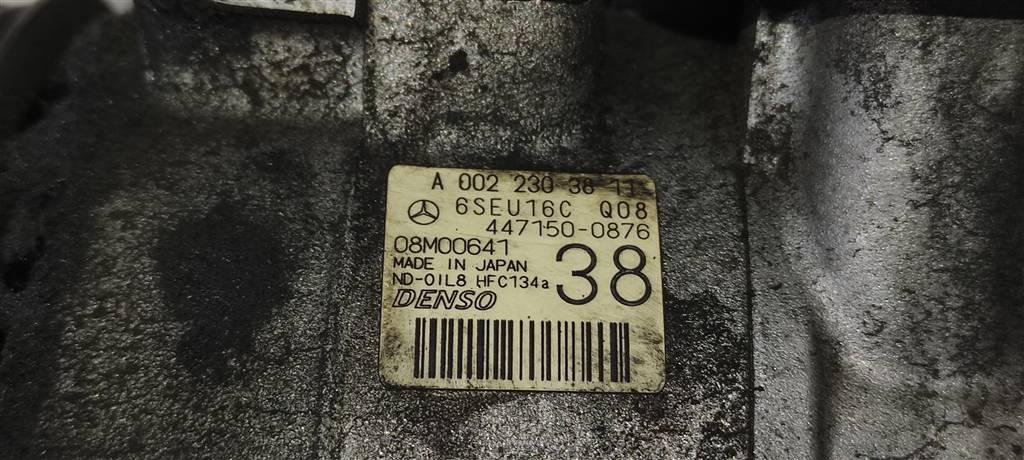 A 002 230 38 11
6SEU16C Q08
447150-0876
08M00641
MADE IN JAPAN
38
ND-OIL8 HFC134a
DENSO